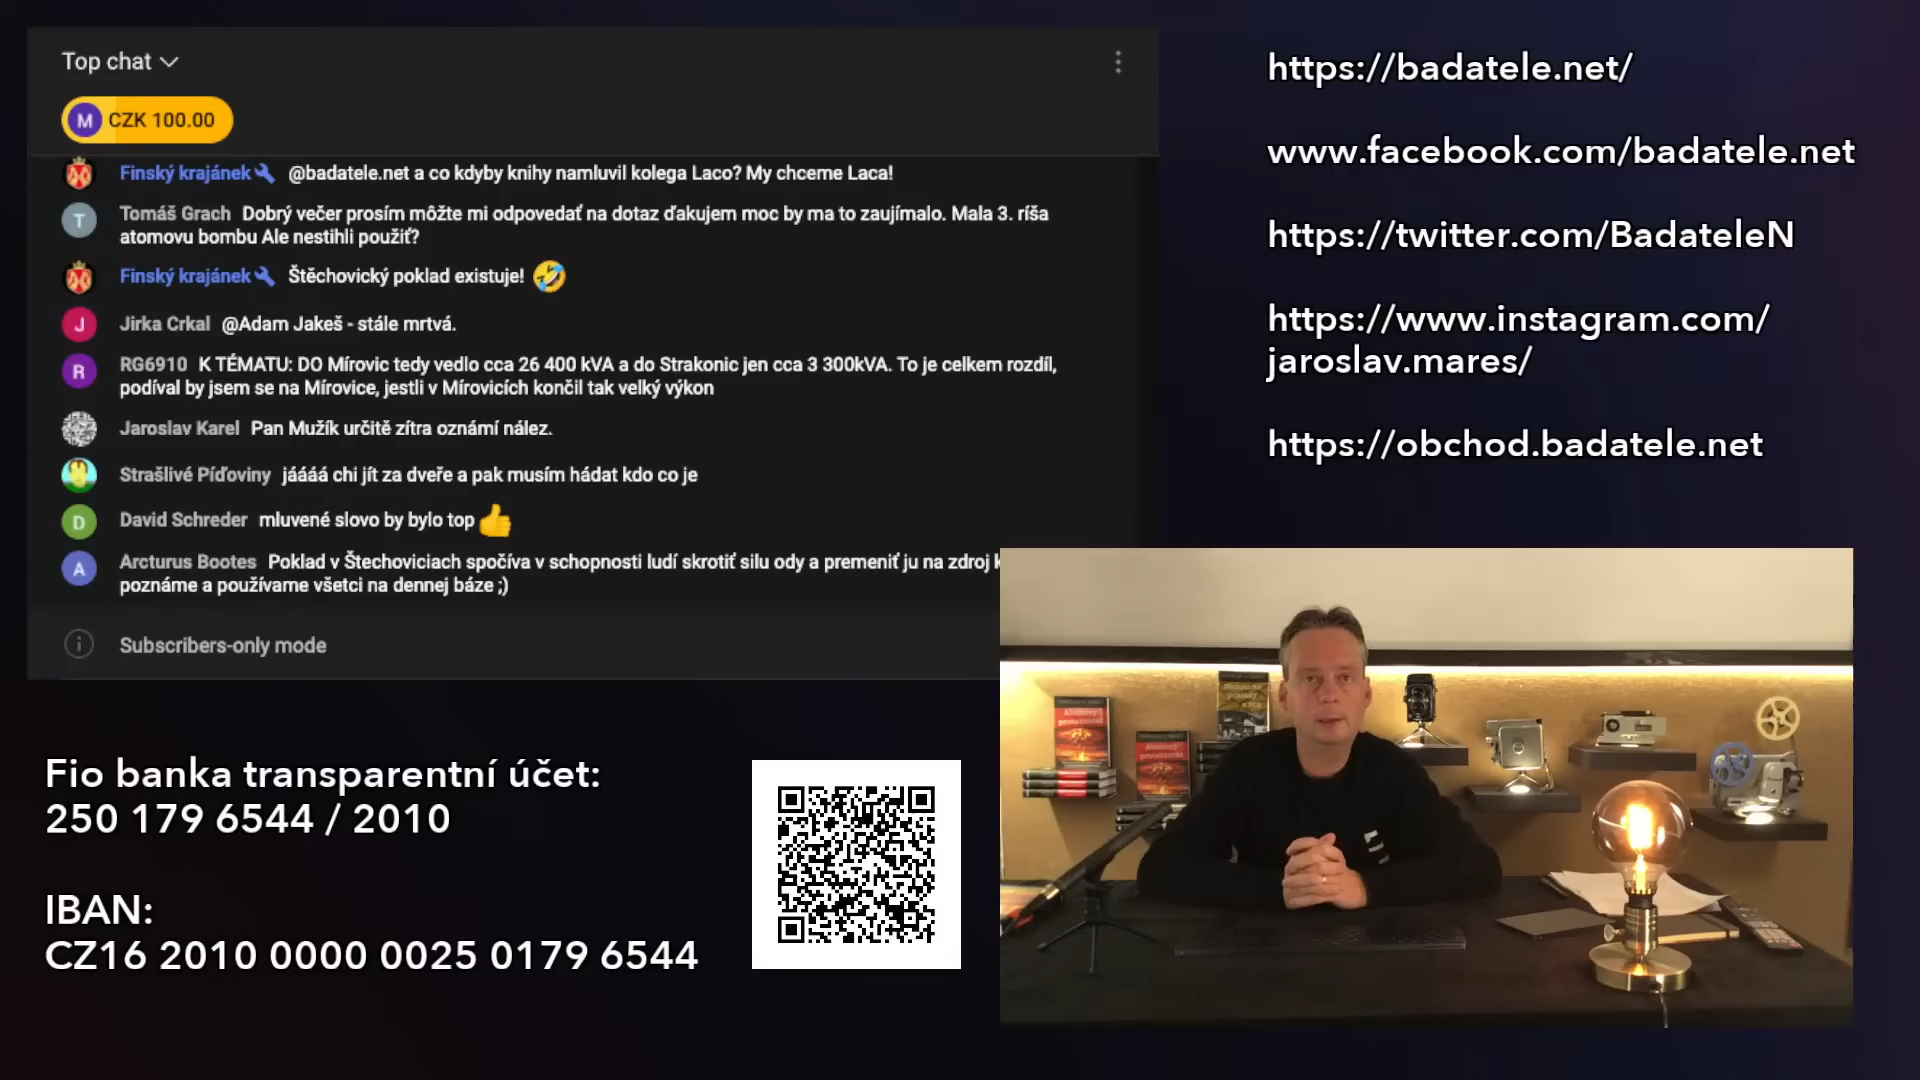 Top chat
M CZK 100.00
Finský krajánek @badatele.net a co kdyby knihy namluvil kolega Laco? My chceme Laca!
T Tomáš Grach Dobrý večer prosím môžte mi odpovedať na dotaz ďakujem moc by ma to zaujímalo. Mala 3. ríša
atomovu bombu Ale nestihli použiť?
Finský krajánek Štěchovický poklad existuje! 🤣
J Jirka Crkal @Adam Jakeš - stále mrtvá.
R RG6910 K TÉMATU: DO Mírovic tedy vedlo cca 26 400 kVA a do Strakonic jen cca 3 300kVA. To je celkem rozdíl,
podíval by jsem se na Mírovice, jestli v Mírovicích končil tak velký výkon
Jaroslav Karel Pan Mužík určitě zítra oznámí nález.
Strašlivé Píďoviny jáááá chi jít za dveře a pak musím hádat kdo co je
D David Schreder mluvené slovo by bylo top 👍
A Arcturus Bootes Poklad v Štechoviciach spočíva v schopnosti ludí skrotiť silu ody a premeniť ju na zdroj
poznáme a používame všetci na dennej báze ;)
Subscribers-only mode
https://badatele.net/
www.facebook.com/badatele.net
https://twitter.com/BadateleN
https://www.instagram.com/
jaroslav.mares/
https://obchod.badatele.net
Fio banka transparentní účet:
250 179 6544 / 2010
IBAN:
CZ16 2010 0000 0025 0179 6544
Atomový
protektorát
Atomový
protektorát